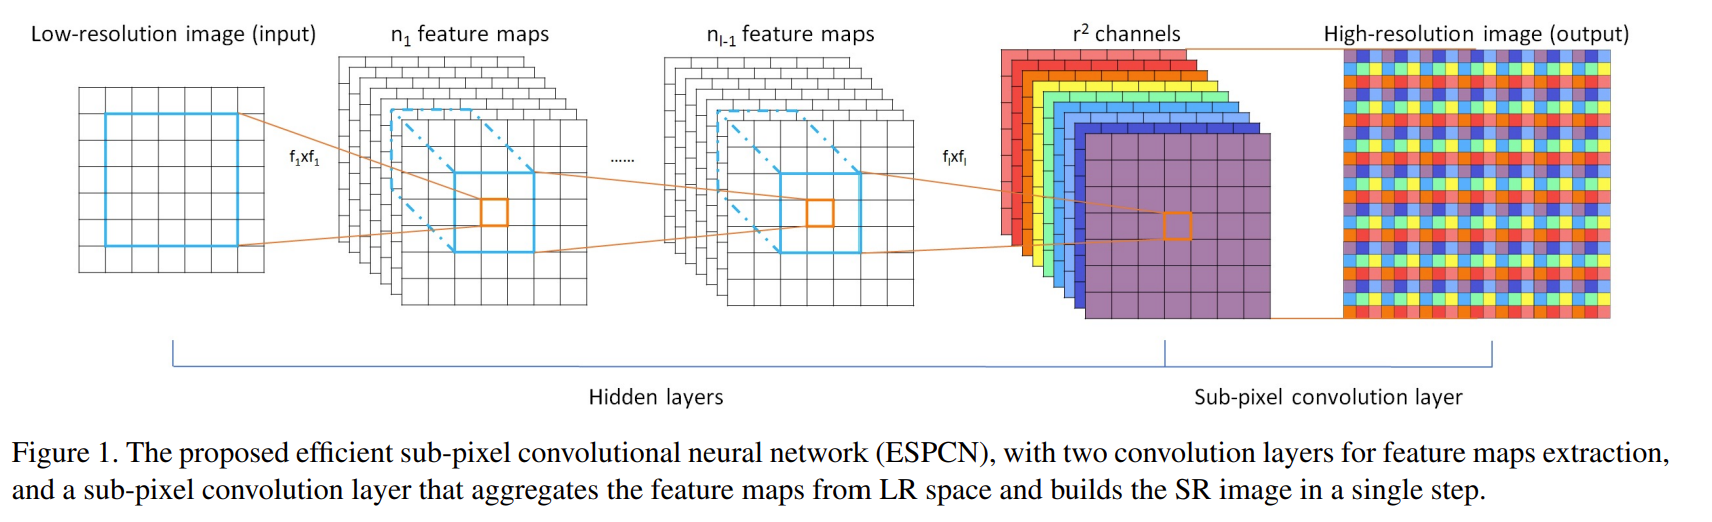 Low-resolution image (input)
n1 feature maps
nl-1 feature maps
r2 channels
High-resolution image (output)
f1xf1
......
flxfl
Hidden layers
Sub-pixel convolution layer
Figure 1. The proposed efficient sub-pixel convolutional neural network (ESPCN), with two convolution layers for feature maps extraction,
and a sub-pixel convolution layer that aggregates the feature maps from LR space and builds the SR image in a single step.